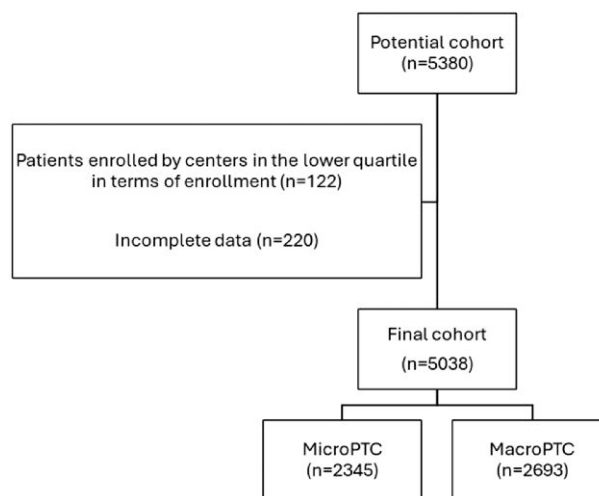 Potential cohort
(n=5380)
Patients enrolled by centers in the lower quartile
in terms of enrollment (n=122)
Incomplete data (n=220)
Final cohort
(n=5038)
MicroPTC
(n=2345)
MacroPTC
(n=2693)